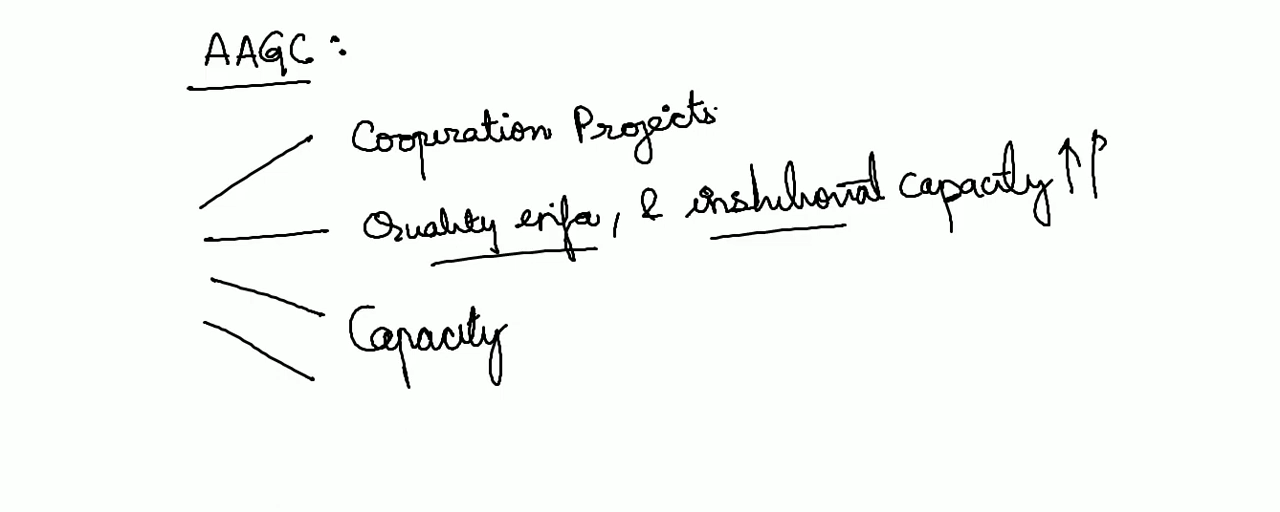 AAGC :
Cooperation Projects.
Quality infra, & institutional capacity ↑↑
Capacity